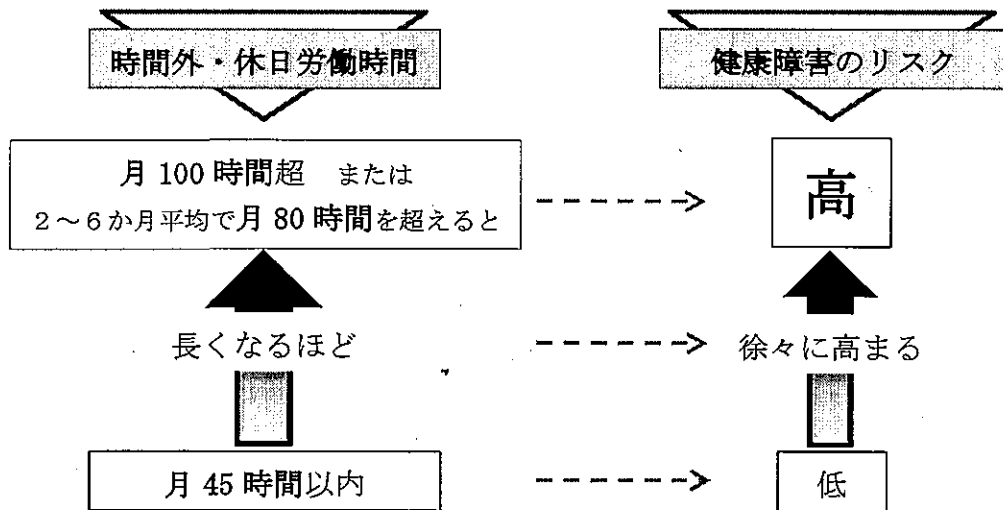 時間外・休日労働時間
健康障害のリスク
月 100 時間超　または
２～６か月平均で月 80 時間を超えると
高
長くなるほど
徐々に高まる
月 45 時間以内
低